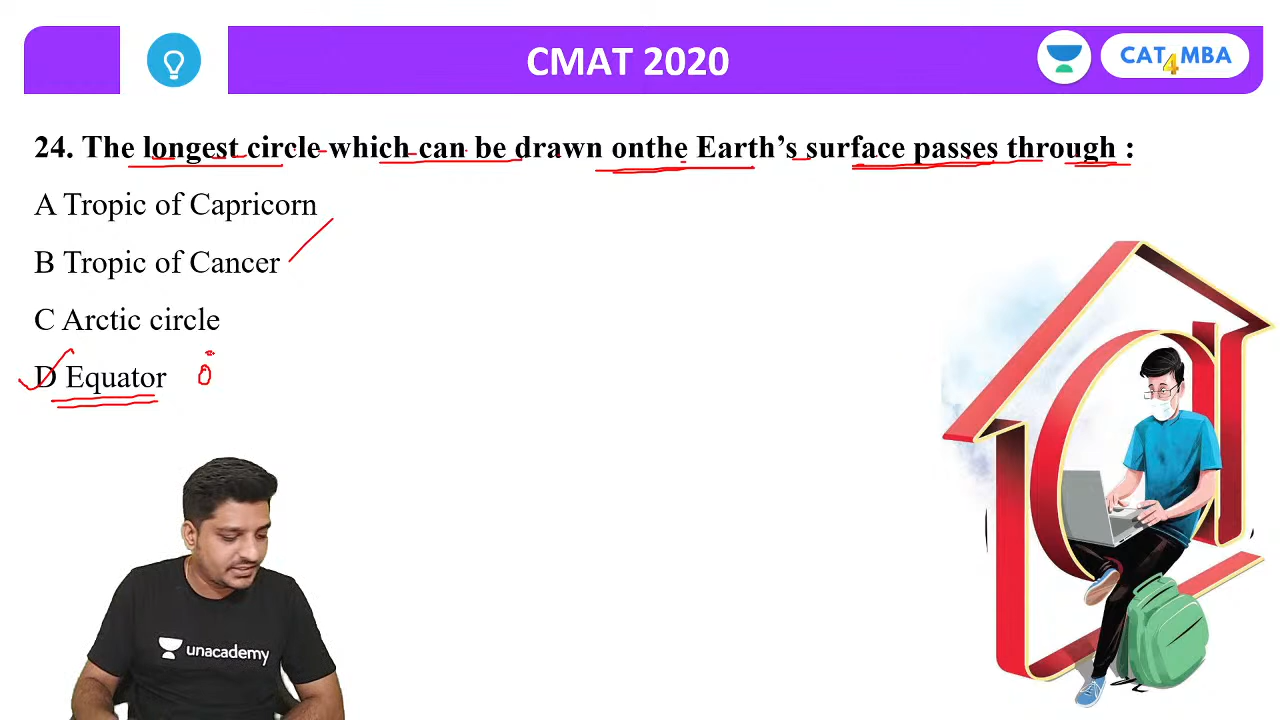 CMAT 2020
CAT4MBA
24. The longest circle which can be drawn onthe Earth's surface passes through :
A Tropic of Capricorn
B Tropic of Cancer
C Arctic circle
D Equator 0°
unacademy